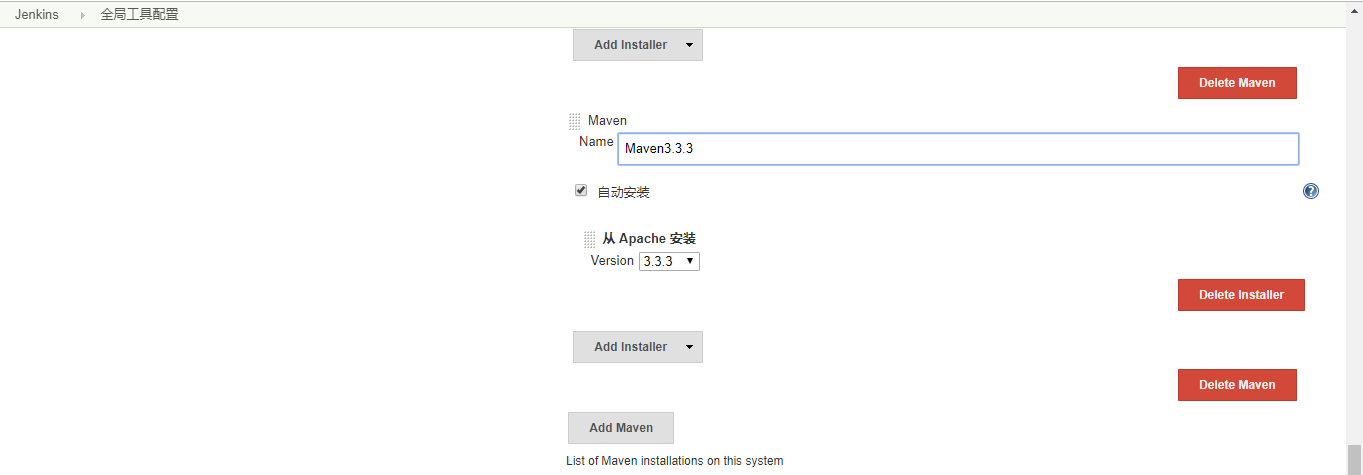 Jenkins 全局工具配置
Add Installer
Delete Maven
Maven
Name Maven3.3.3
自动安装
从 Apache 安装
Version 3.3.3
Delete Installer
Add Installer
Delete Maven
Add Maven
List of Maven installations on this system